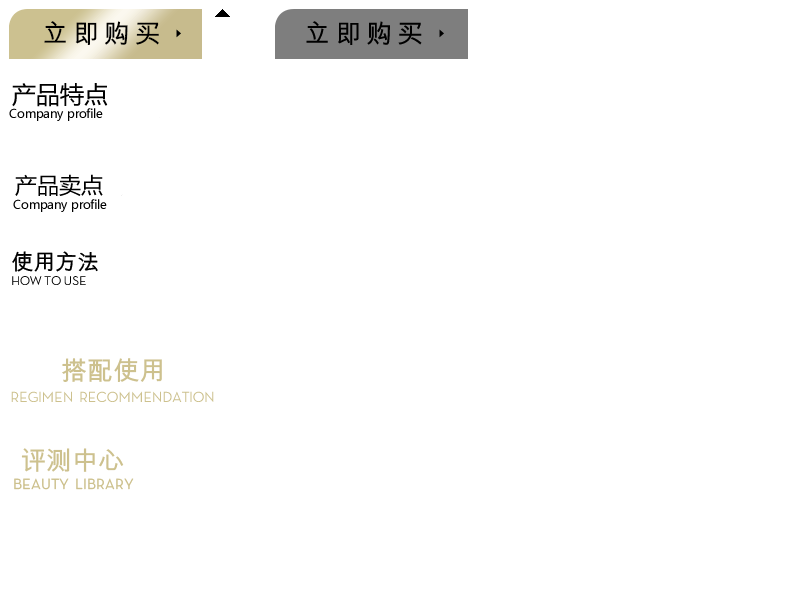 立即购买
立即购买
产品特点
Company profile
产品卖点
Company profile
使用方法
HOW TO USE
搭配使用
REGIMEN RECOMMENDATION
评测中心
BEAUTY LIBRARY